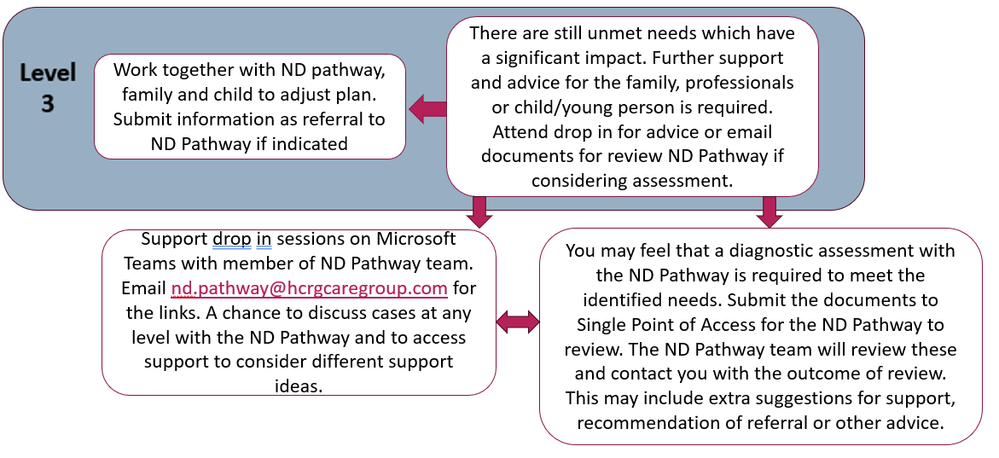 Level
3
Work together with ND pathway,
family and child to adjust plan.
Submit information as referral to
ND Pathway if indicated
There are still unmet needs which have
a significant impact. Further support
and advice for the family, professionals
or child/young person is required.
Attend drop in for advice or email
documents for review ND Pathway if
considering assessment.
Support drop in sessions on Microsoft
Teams with member of ND Pathway team.
Email nd.pathway@hcrgcaregroup.com for
the links. A chance to discuss cases at any
level with the ND Pathway and to access
support to consider different support
ideas.
You may feel that a diagnostic assessment with
the ND Pathway is required to meet the
identified needs. Submit the documents to
Single Point of Access for the ND Pathway to
review. The ND Pathway team will review these
and contact you with the outcome of review.
This may include extra suggestions for support,
recommendation of referral or other advice.